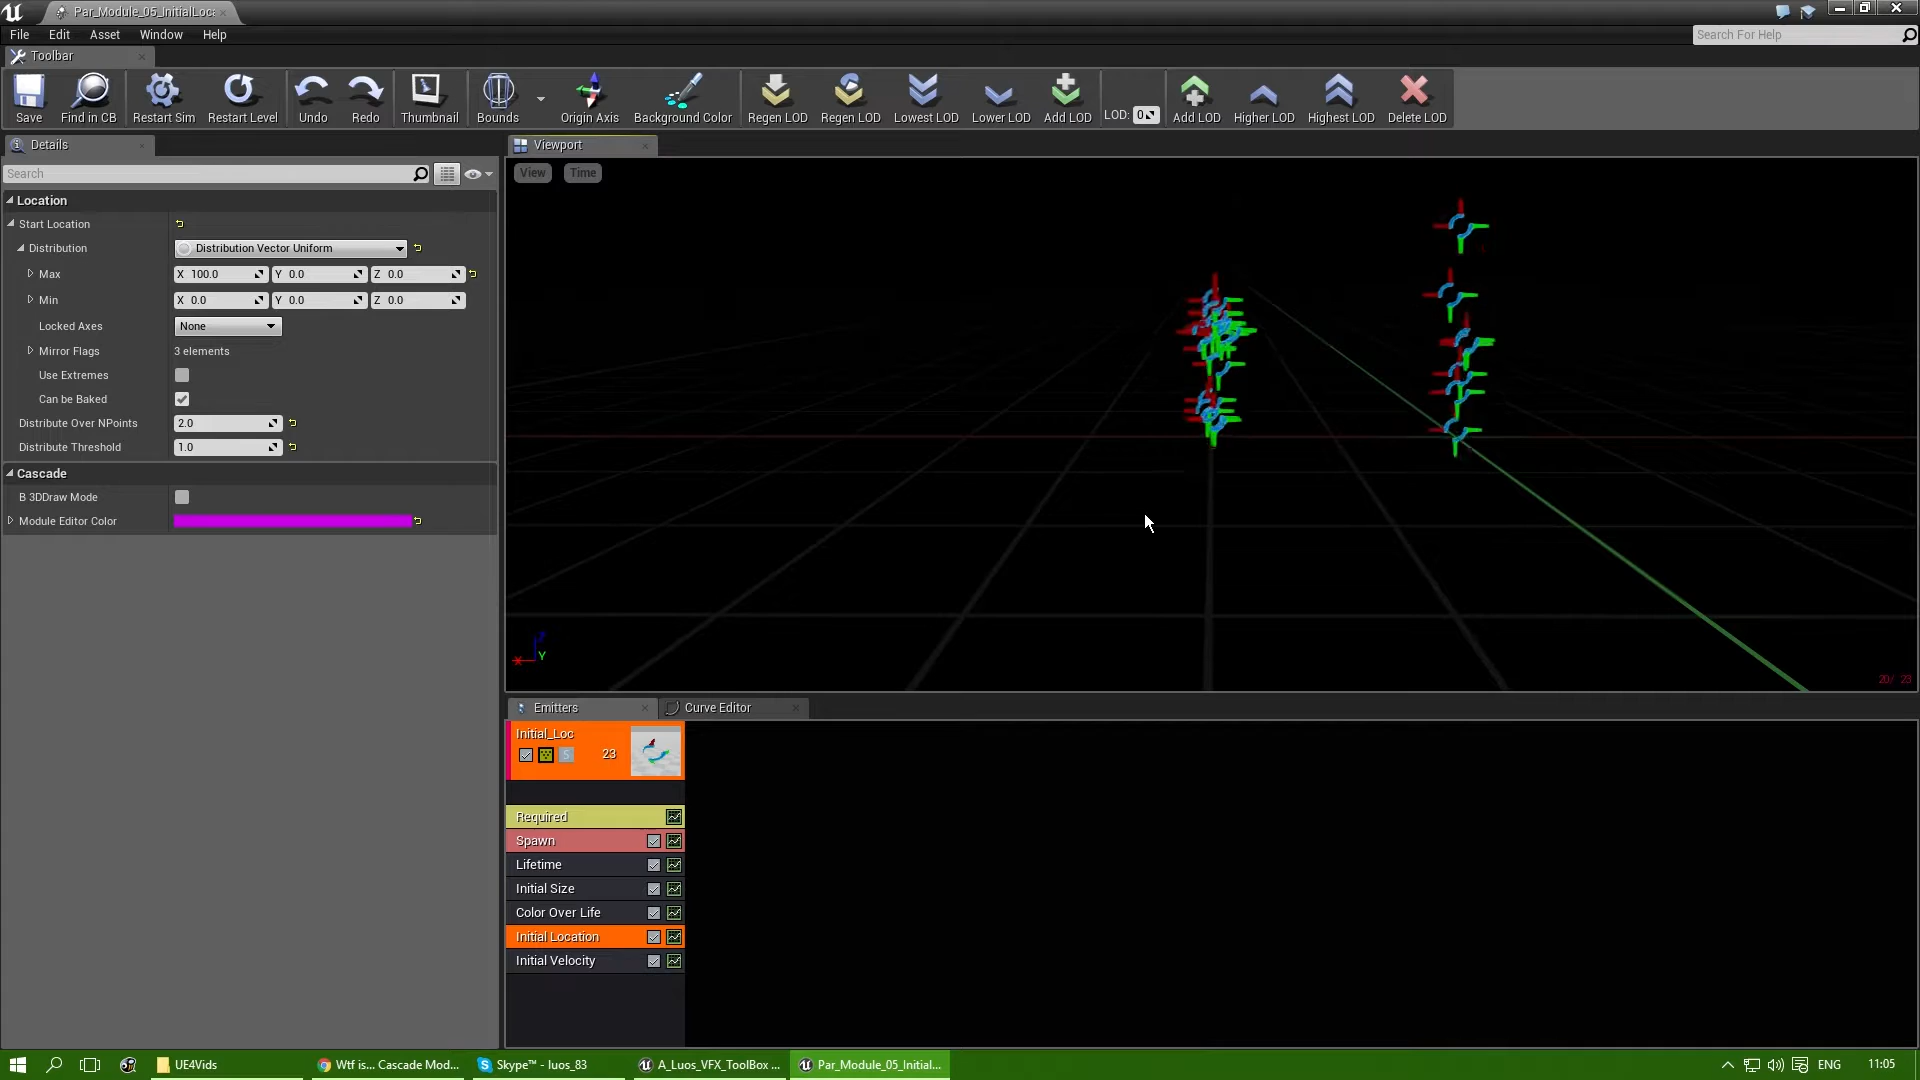 Par_Module_05_InitialLoca
File Edit Asset Window Help
Search For Help
Toolbar
Save Find in CB Restart Sim Restart Level Undo Redo Thumbnail Bounds Origin Axis Background Color Regen LOD Regen LOD Lowest LOD Lower LOD Add LOD LOD: 0 Add LOD Higher LOD Highest LOD Delete LOD
Details
Viewport
Search
View Time
Location
Start Location
Distribution Distribution Vector Uniform
Max X 100.0 Y 0.0 Z 0.0
Min X 0.0 Y 0.0 Z 0.0
Locked Axes None
Mirror Flags 3 elements
Use Extremes
Can be Baked
Distribute Over NPoints 2.0
Distribute Threshold 1.0
Cascade
B 3DDraw Mode
Module Editor Color
Z
X Y
20/ 23
Emitters Curve Editor
Initial_Loc
S 23
Required
Spawn
Lifetime
Initial Size
Color Over Life
Initial Location
Initial Velocity
UE4Vids Wtf is... Cascade Mod... Skype™ - luos_83 A_Luos_VFX_ToolBox ... Par_Module_05_Initial... ENG 11:05